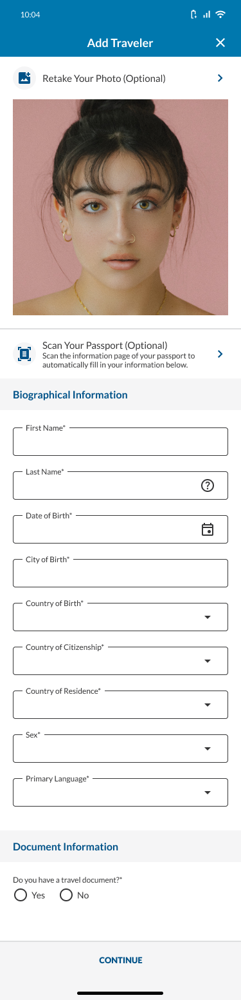 10:04
Add Traveler
Retake Your Photo (Optional)
Scan Your Passport (Optional)
Scan the information page of your passport to
automatically fill in your information below.
Biographical Information
First Name*
Last Name*
Date of Birth*
City of Birth*
Country of Birth*
Country of Citizenship*
Country of Residence*
Sex*
Primary Language*
Document Information
Do you have a travel document?*
Yes No
CONTINUE